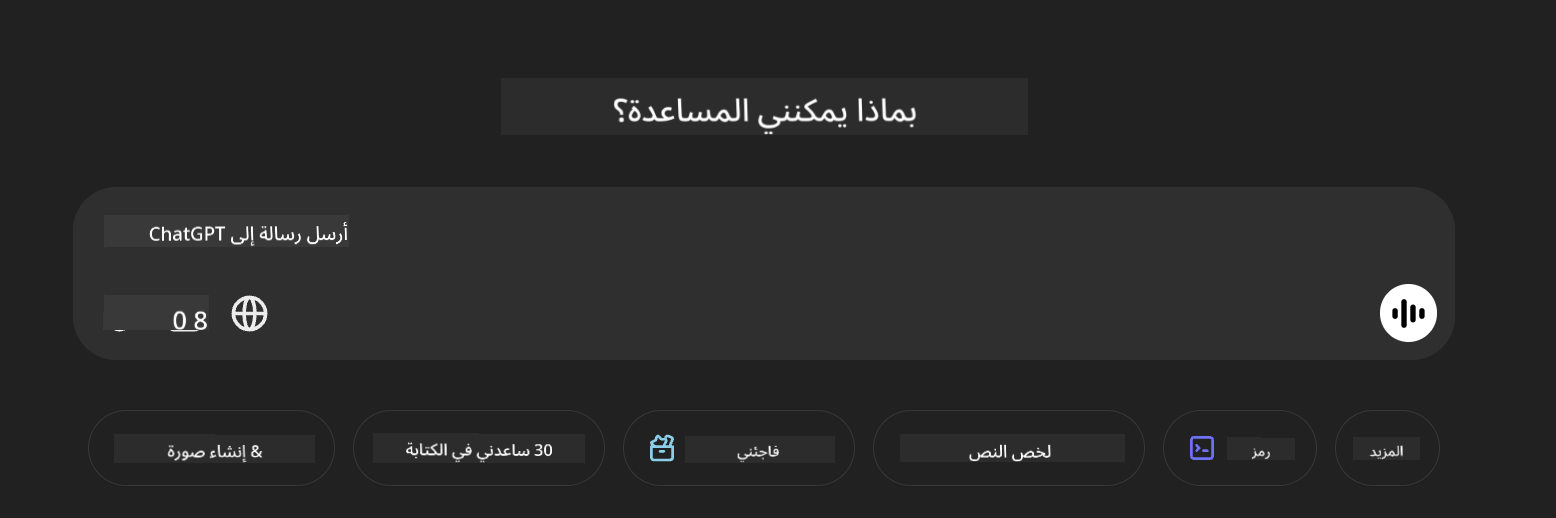 بماذا يمكنني المساعدة؟
أرسل رسالة إلى ChatGPT
0 8
& إنشاء صورة
30 ساعدني في الكتابة
فاجئني
لخص النص
رمز
المزيد